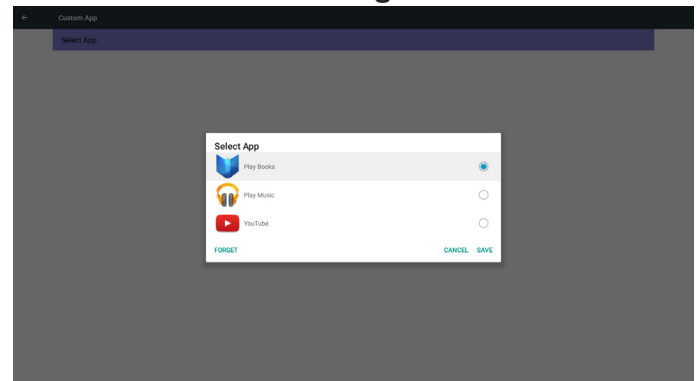 Custom App
Select App
Select App
Play Books
Play Music
YouTube
FORGET CANCEL SAVE